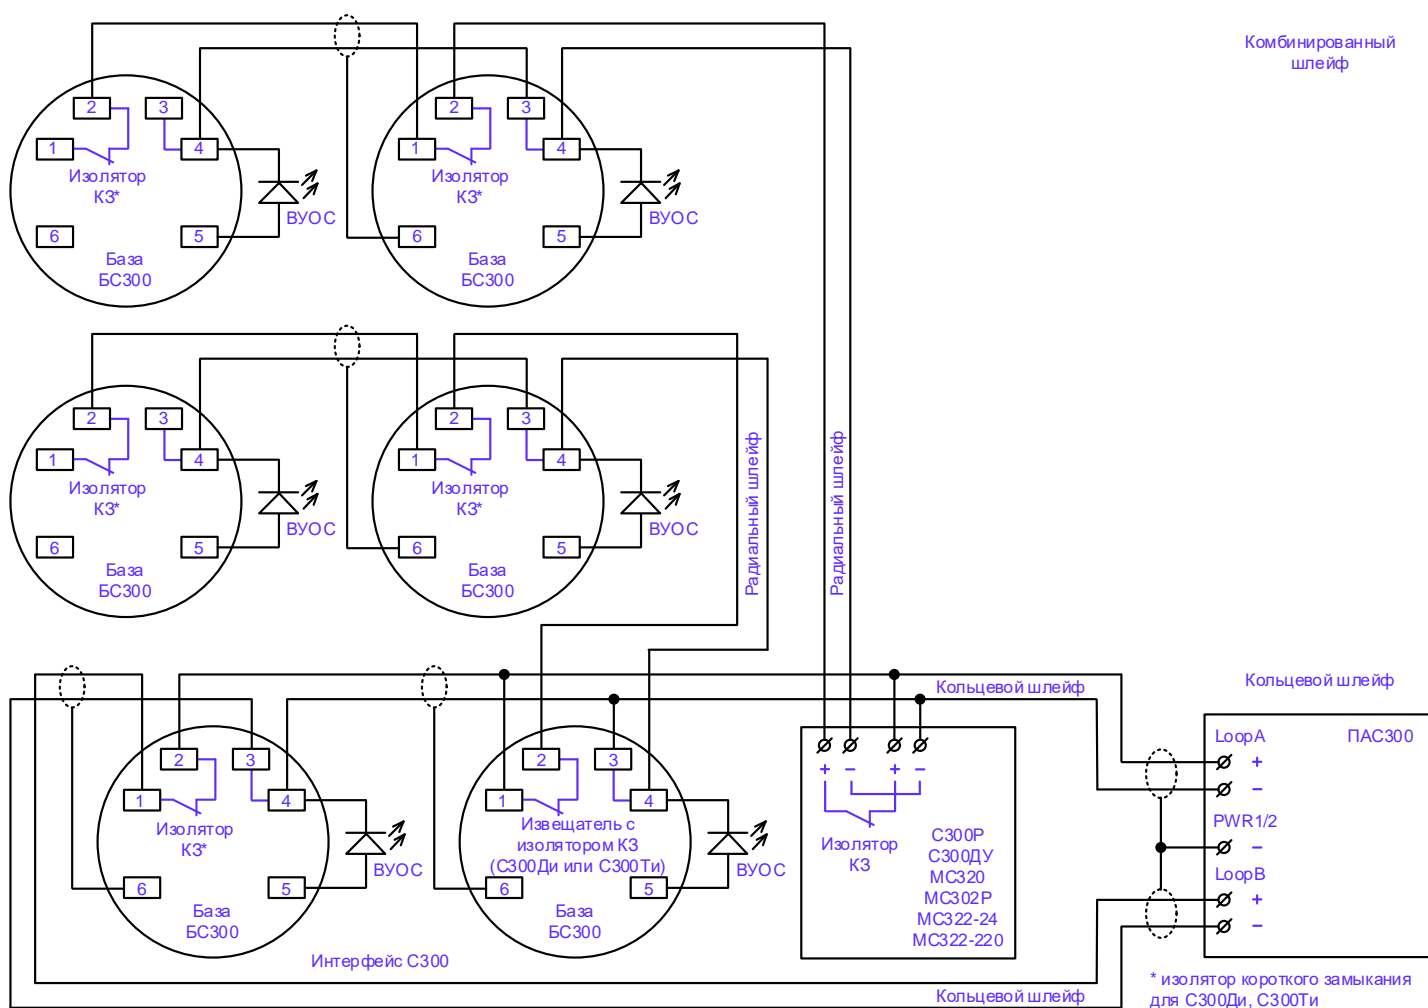 Комбинированный
шлейф
2
3
1
4
Изолятор
КЗ*
ВУОС
6
5
База
БС300
2
3
1
4
Изолятор
КЗ*
ВУОС
6
5
База
БС300
2
3
1
4
Изолятор
КЗ*
ВУОС
6
5
База
БС300
2
3
1
4
Изолятор
КЗ*
ВУОС
6
5
База
БС300
Радиальный шлейф
Радиальный шлейф
Кольцевой шлейф
Кольцевой шлейф
2
3
1
4
Изолятор
КЗ*
ВУОС
6
5
База
БС300
2
3
1
4
Извещатель с
изолятором КЗ
(С300Ди или С300Ти)
ВУОС
6
5
База
БС300
+ − + −
Изолятор
КЗ
С300Р
С300ДУ
МС320
МС302Р
МС322-24
МС322-220
LoopA
ПАС300
+
−
PWR1/2
−
LoopB
+
−
Интерфейс С300
Кольцевой шлейф
* изолятор короткого замыкания
для С300Ди, С300Ти